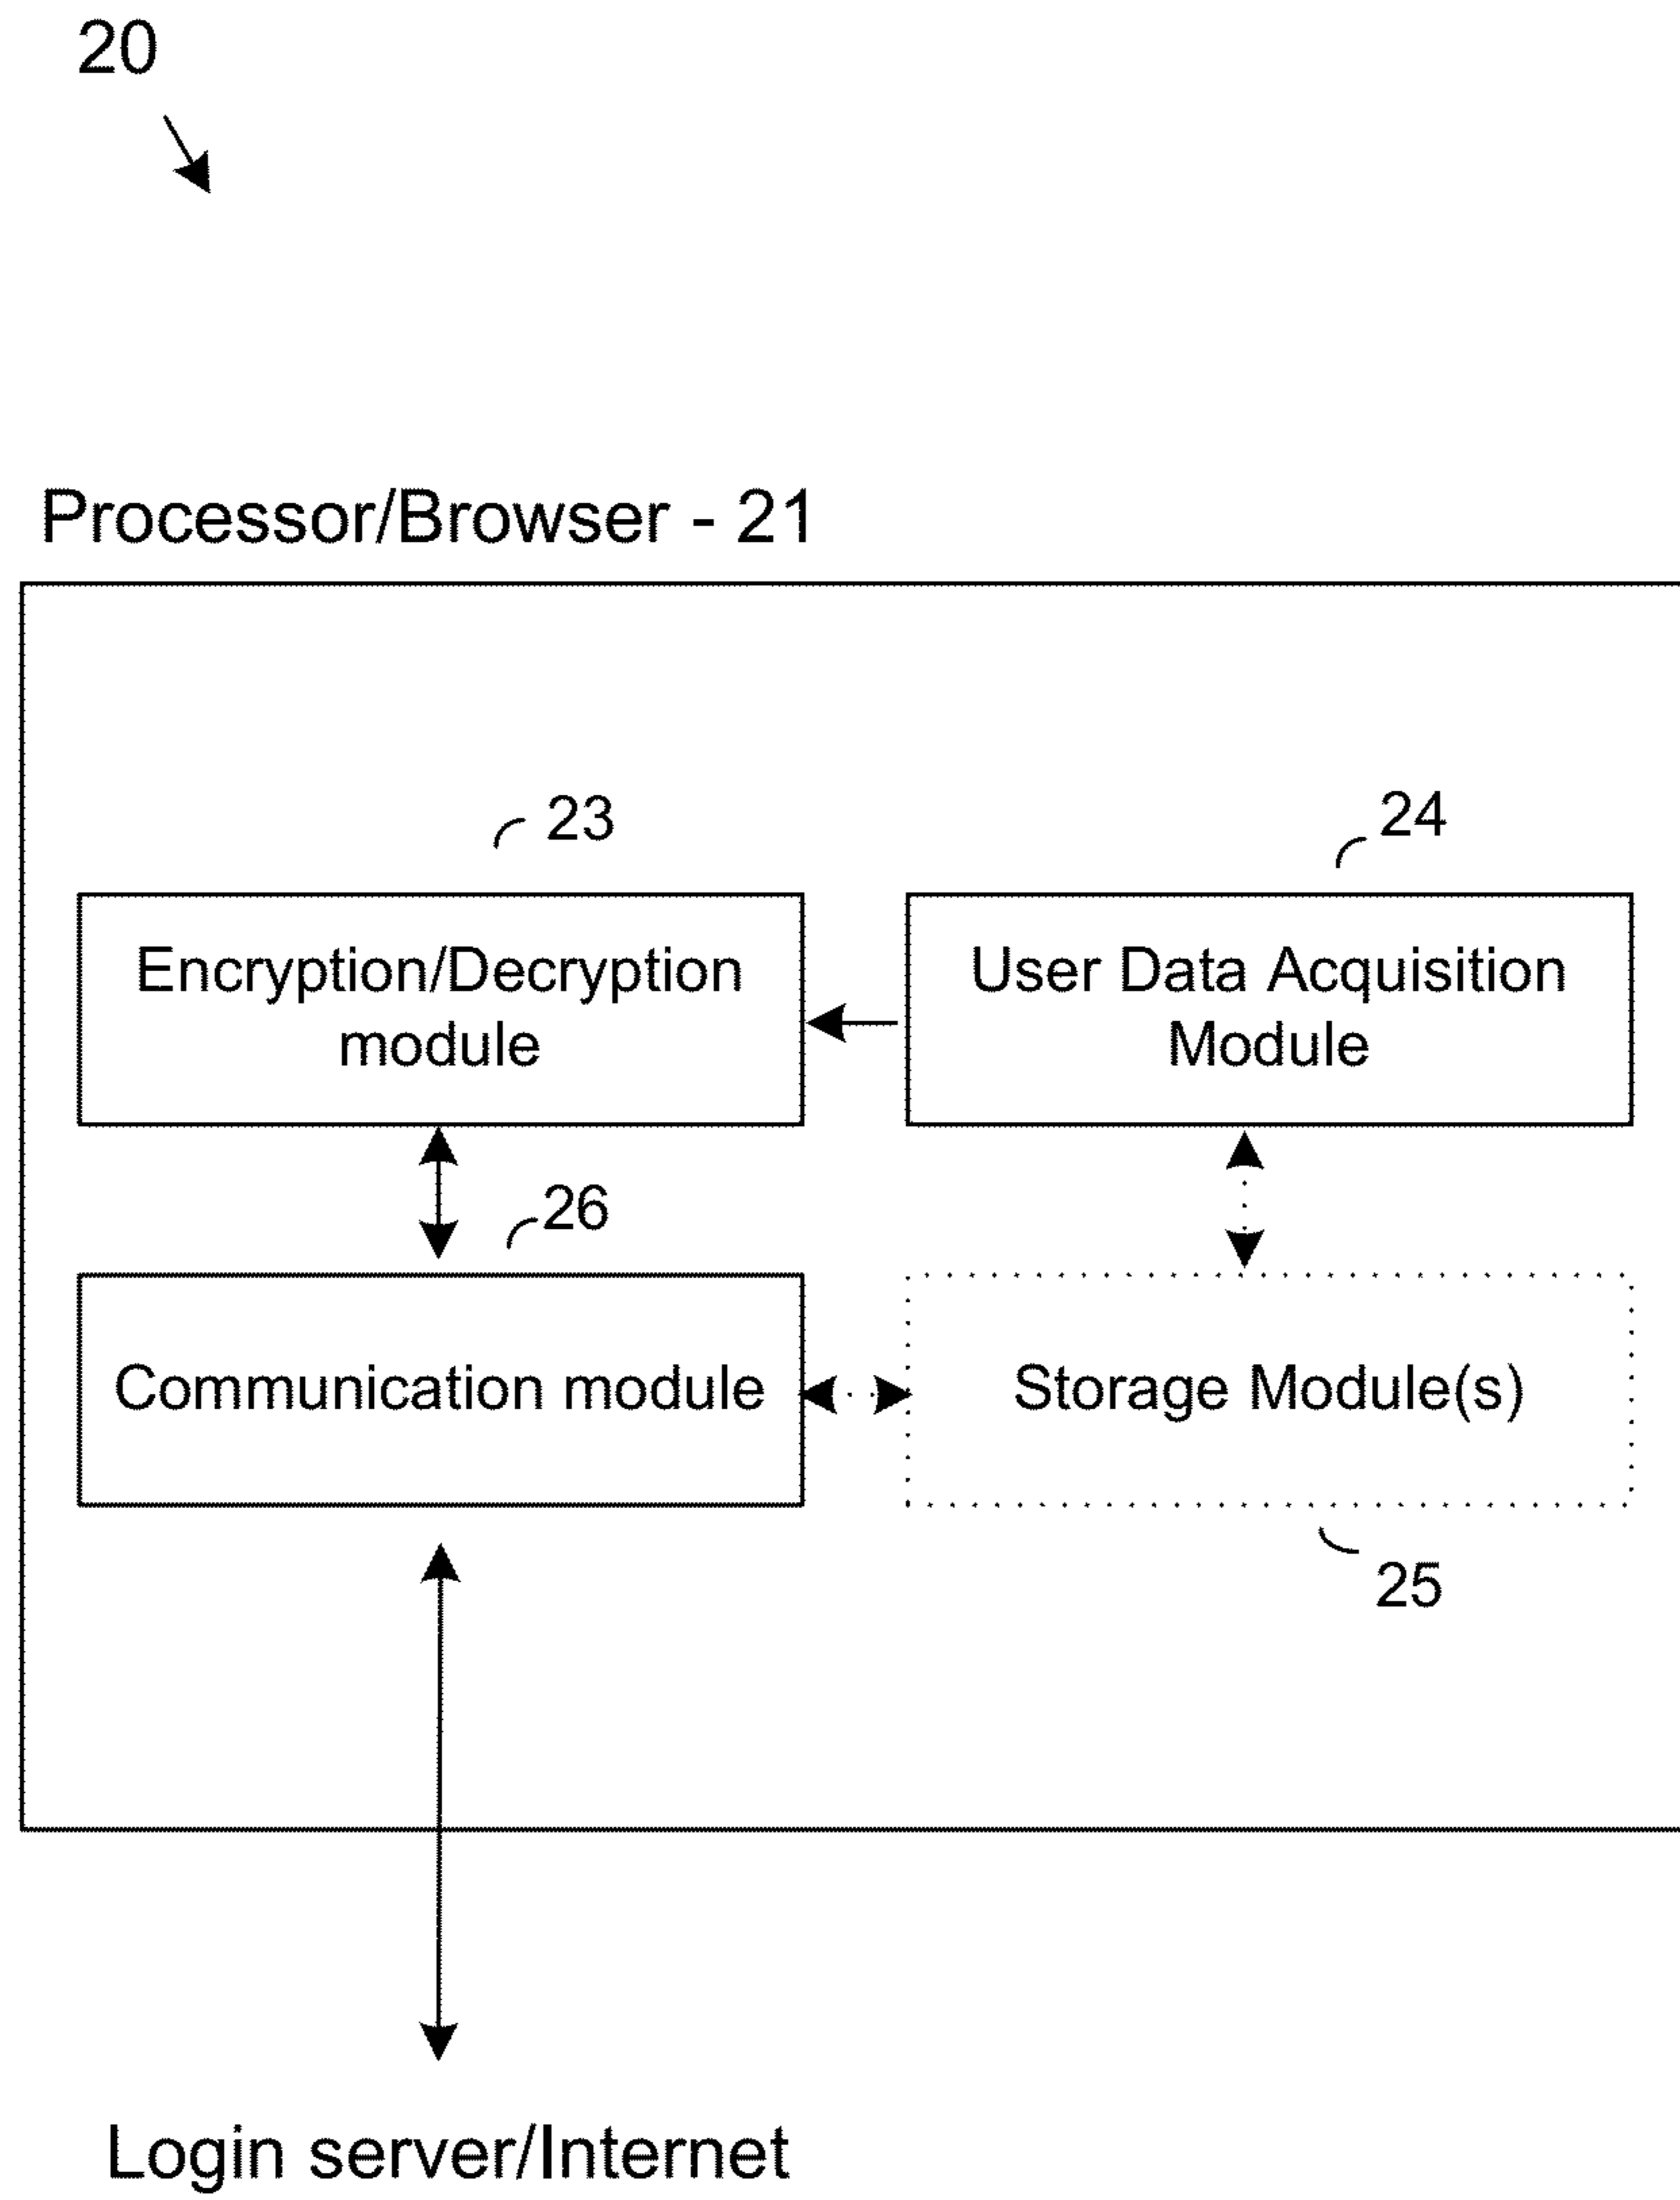 20
Processor/Browser - 21
23
24
Encryption/Decryption
module
User Data Acquisition
Module
26
Communication module
Storage Module(s)
25
Login server/Internet